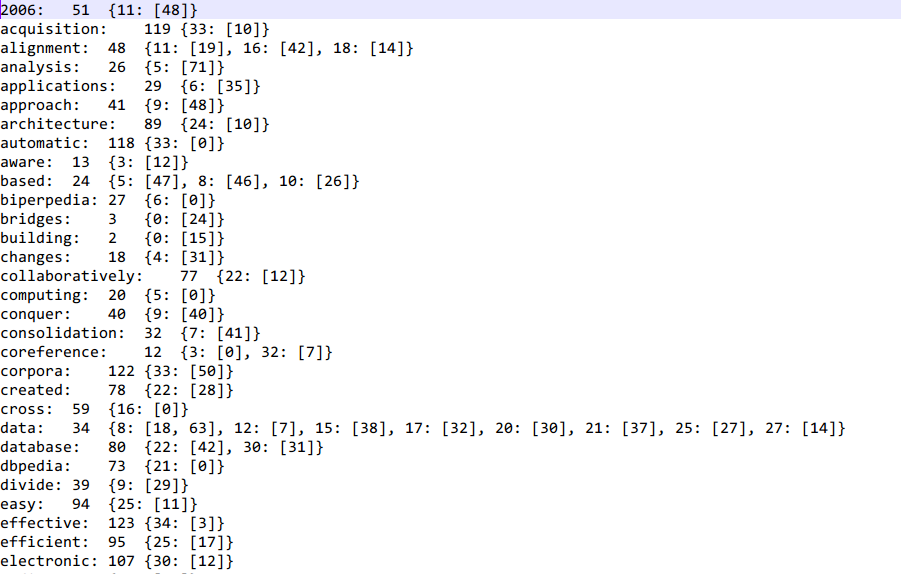 2006: 51 {11: [48]}
acquisition: 119 {33: [10]}
alignment: 48 {11: [19], 16: [42], 18: [14]}
analysis: 26 {5: [71]}
applications: 29 {6: [35]}
approach: 41 {9: [48]}
architecture: 89 {24: [10]}
automatic: 118 {33: [0]}
aware: 13 {3: [12]}
based: 24 {5: [47], 8: [46], 10: [26]}
biperpedia: 27 {6: [0]}
bridges: 3 {0: [24]}
building: 2 {0: [15]}
changes: 18 {4: [31]}
collaboratively: 77 {22: [12]}
computing: 20 {5: [0]}
conquer: 40 {9: [40]}
consolidation: 32 {7: [41]}
coreference: 12 {3: [0], 32: [7]}
corpora: 122 {33: [50]}
created: 78 {22: [28]}
cross: 59 {16: [0]}
data: 34 {8: [18, 63], 12: [7], 15: [38], 17: [32], 20: [30], 21: [37], 25: [27], 27: [14]}
database: 80 {22: [42], 30: [31]}
dbpedia: 73 {21: [0]}
divide: 39 {9: [29]}
easy: 94 {25: [11]}
effective: 123 {34: [3]}
efficient: 95 {25: [17]}
electronic: 107 {30: [12]}